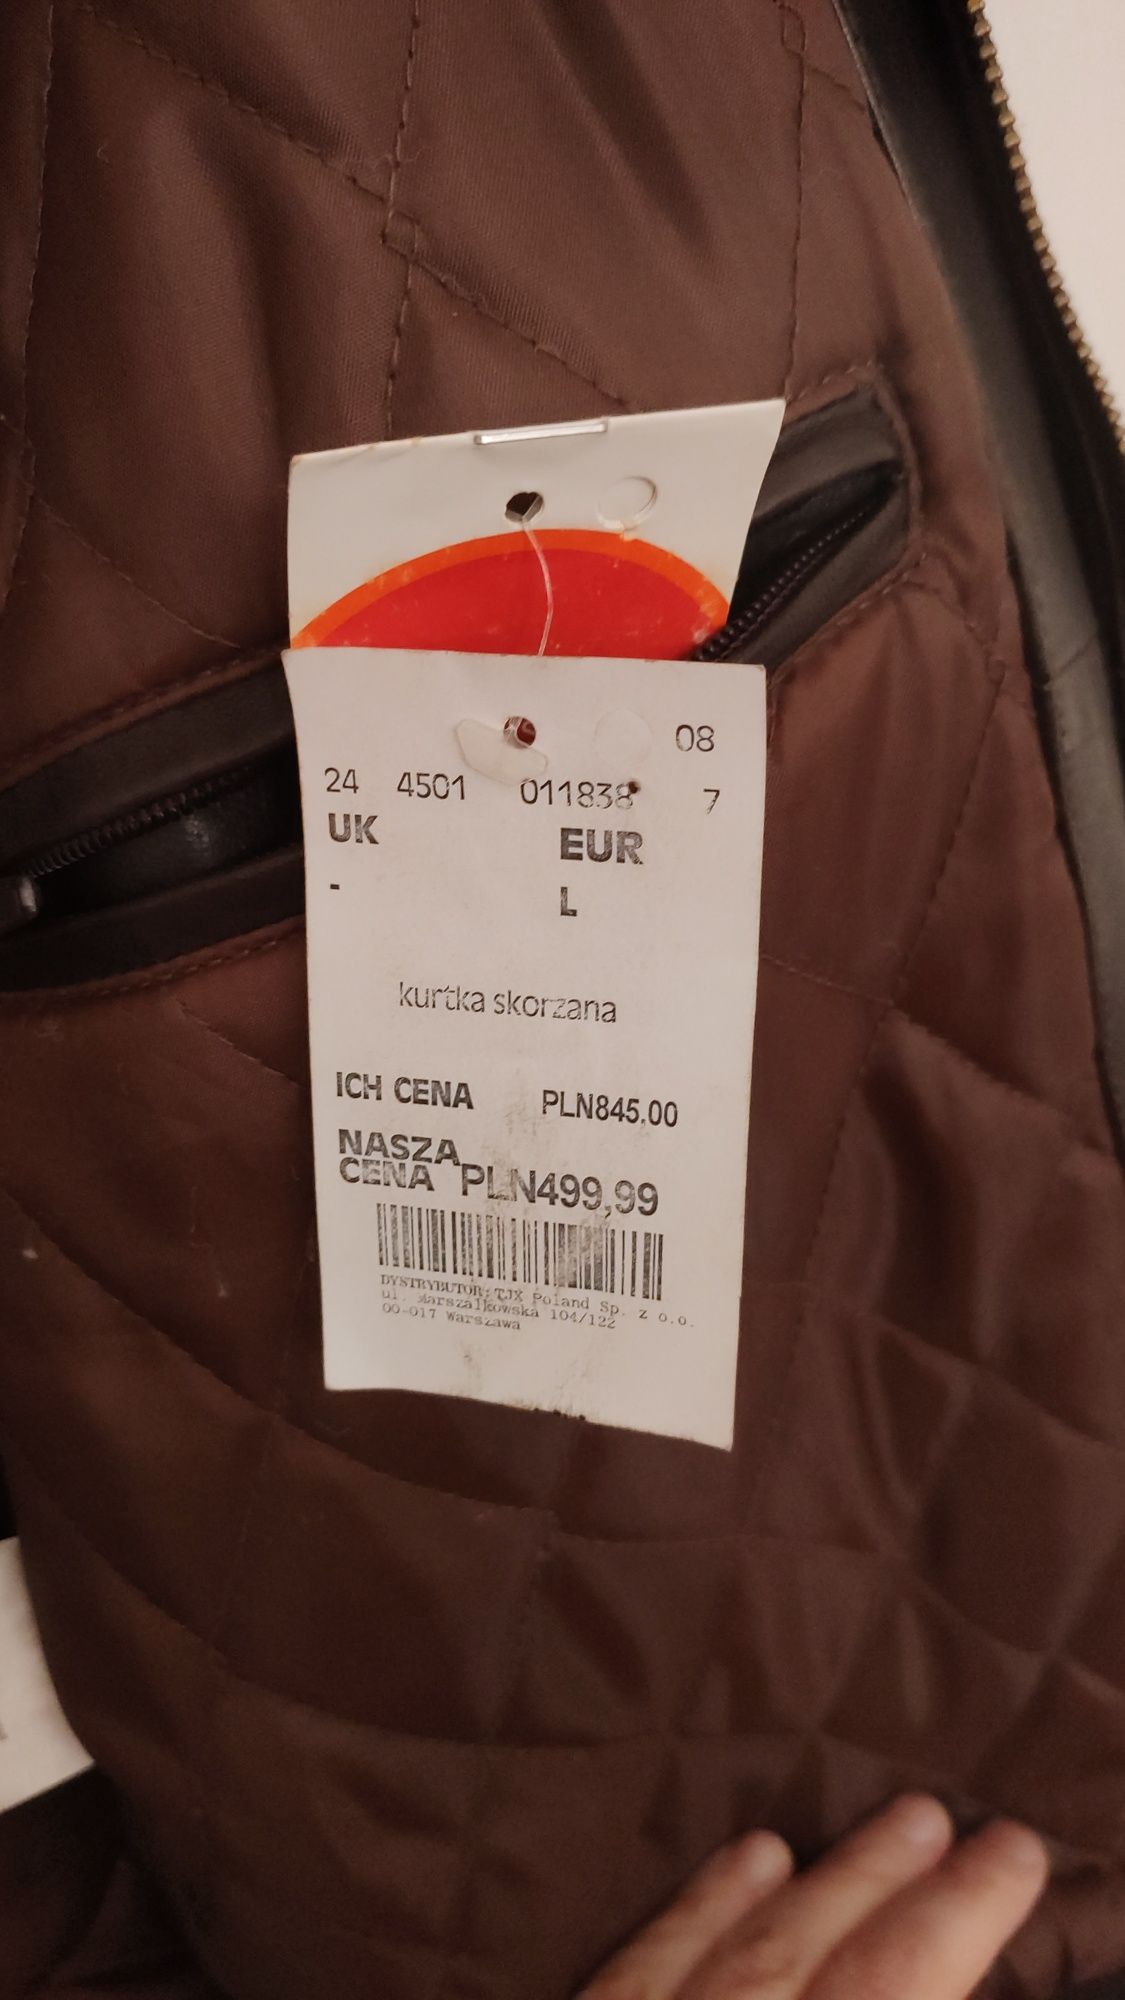 08
24 4501 011838 7
UK EUR
- L
kurtka skorzana
ICH CENA PLN845,00
NASZA
CENA PLN499,99
DYSTRYBUTOR: TJX Poland Sp. z o.o.
ul. Marszalkowska 104/122
00-017 Warszawa